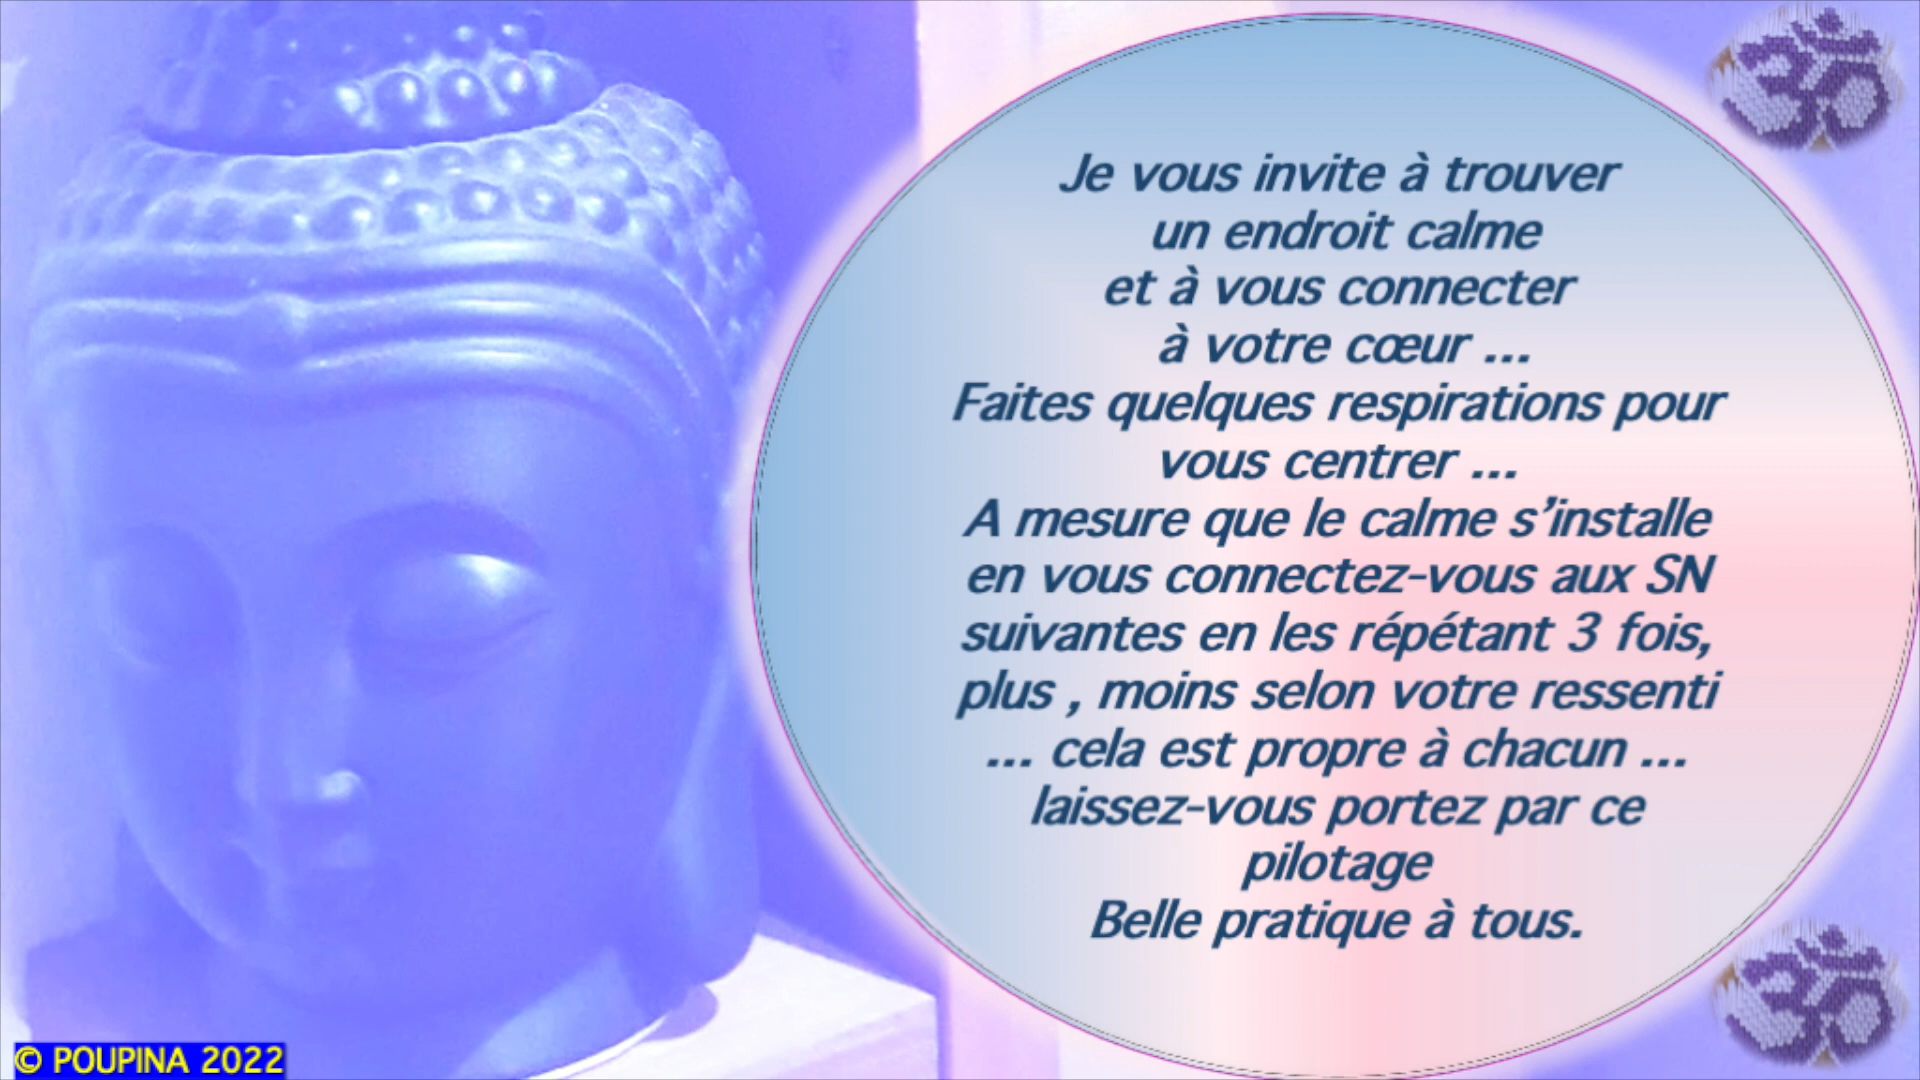 Je vous invite à trouver
un endroit calme
et à vous connecter
à votre cœur ...
Faites quelques respirations pour
vous centrer ...
A mesure que le calme s’installe
en vous connectez-vous aux SN
suivantes en les répétant 3 fois,
plus , moins selon votre ressenti
... cela est propre à chacun ...
laissez-vous portez par ce
pilotage
Belle pratique à tous.
© POUPINA 2022